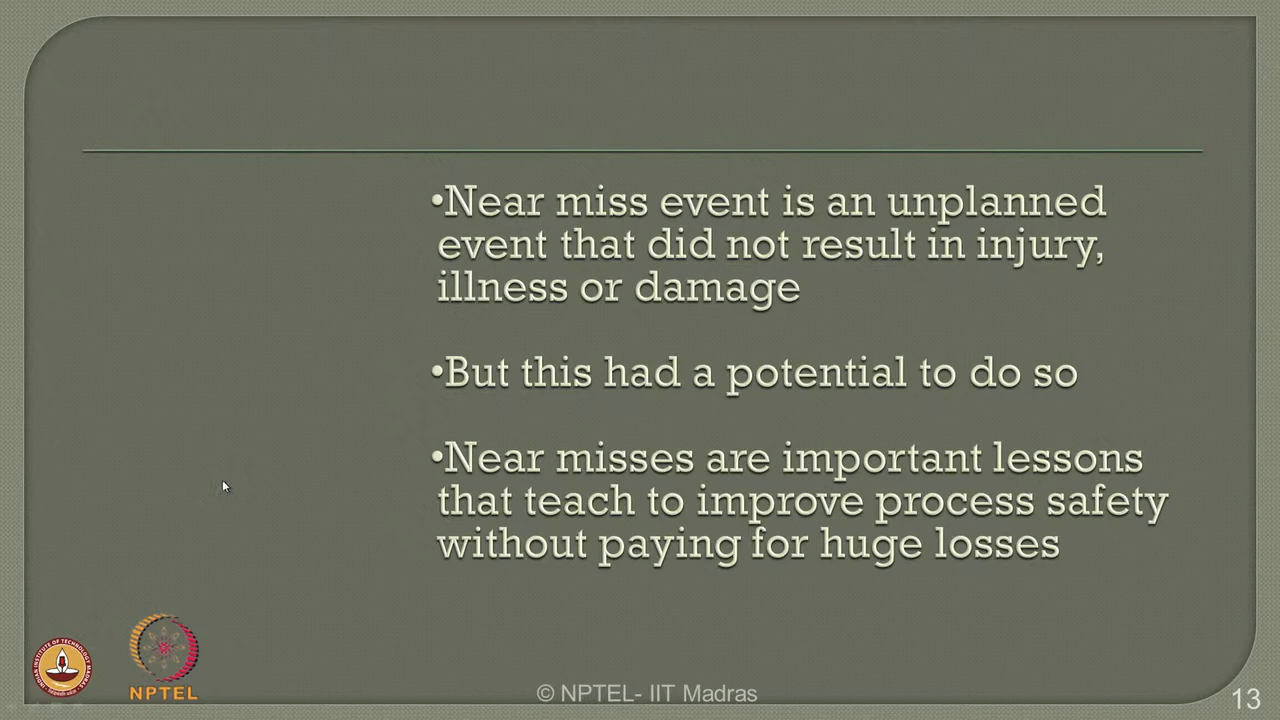 •Near miss event is an unplanned
event that did not result in injury,
illness or damage
•But this had a potential to do so
•Near misses are important lessons
that teach to improve process safety
without paying for huge losses
NPTEL
© NPTEL- IIT Madras
13